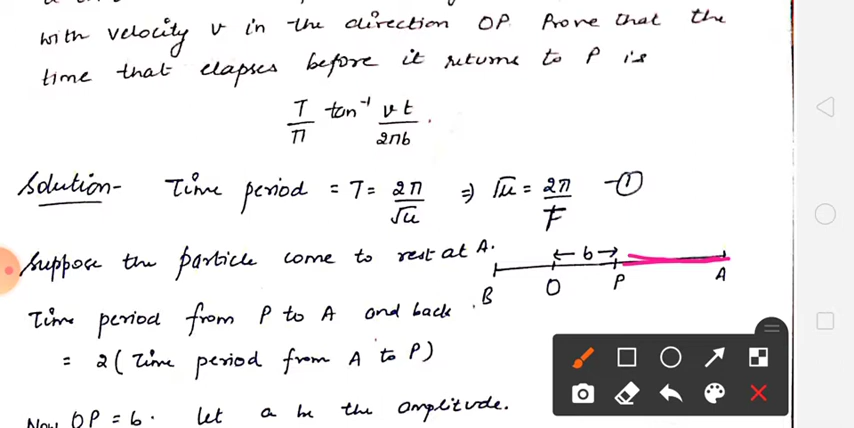 with velocity v in the direction OP. Prove that the
time that elapses before it returns to P is
T/π tan⁻¹ vt/2πb.
Solution- Time period = T = 2π/√μ ⇒ √μ = 2π/T -①
Suppose the particle come to rest at A.
← b →
B O P A
Time period from P to A and back.
= 2 (Time period from A to P)
Now OP = b. Let a be the amplitude.